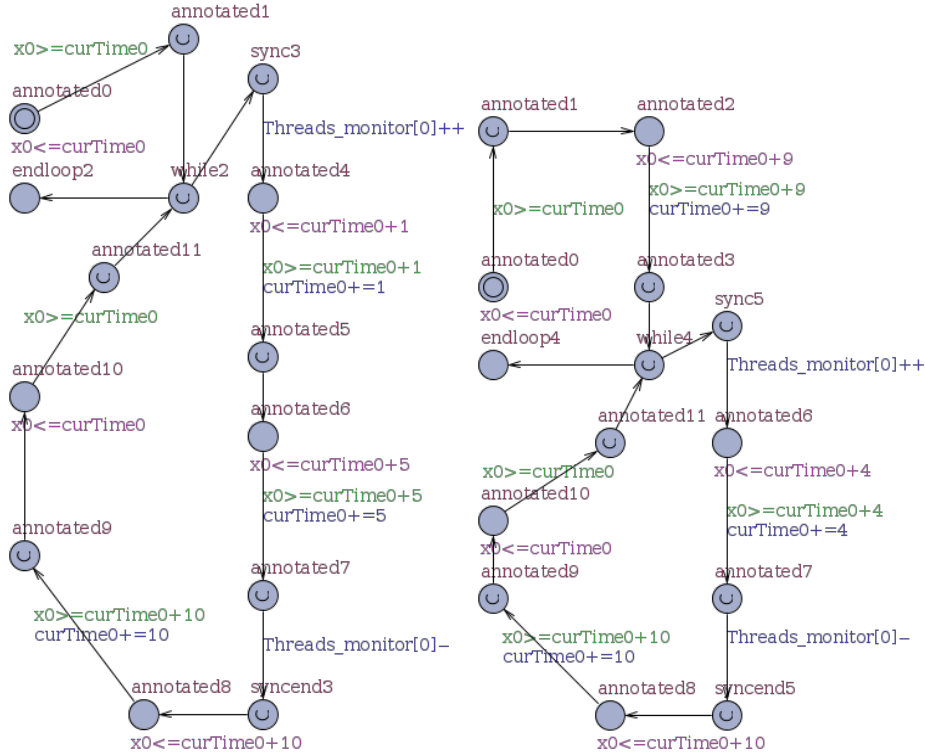 annotated1
x0>=curTime0
annotated0
x0<=curTime0
endloop2
while2
sync3
Threads_monitor[0]++
annotated4
x0<=curTime0+1
x0>=curTime0+1
curTime0+=1
annotated11
x0>=curTime0
annotated5
annotated10
x0<=curTime0
annotated6
x0<=curTime0+5
x0>=curTime0+5
curTime0+=5
annotated9
annotated7
x0>=curTime0+10
curTime0+=10
Threads_monitor[0]-
annotated8
syncend3
x0<=curTime0+10
C
C
C
C
C
C
C
C
C
annotated1
annotated2
x0<=curTime0+9
x0>=curTime0+9
curTime0+=9
x0>=curTime0
annotated0
x0<=curTime0
annotated3
endloop4
while4
sync5
Threads_monitor[0]++
annotated11
annotated6
x0<=curTime0+4
x0>=curTime0
annotated10
x0<=curTime0
x0>=curTime0+4
curTime0+=4
annotated9
annotated7
x0>=curTime0+10
curTime0+=10
Threads_monitor[0]-
annotated8
syncend5
x0<=curTime0+10
C
C
C
C
C
C
C
C